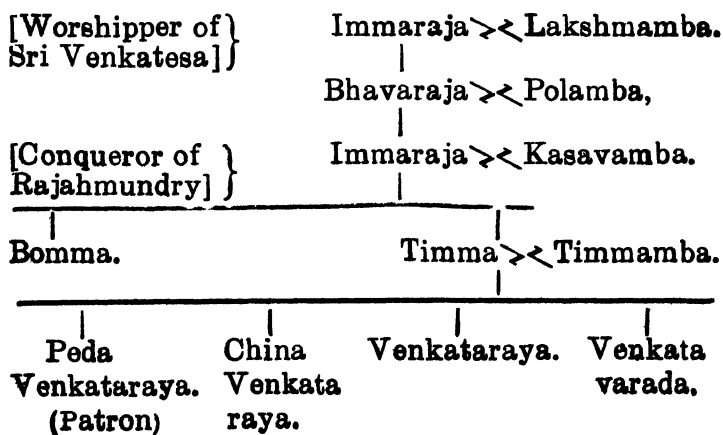 [Worshipper of } Immaraja><Lakshmamba.
Sri Venkatesa]}
Bhavaraja><Polamba,
[Conqueror of } Immaraja><Kasavamba.
Rajahmundry] }
Bomma. Timma><Timmamba.
Peda China Venkataraya. Venkata
Venkataraya. Venkata varada.
(Patron) raya.